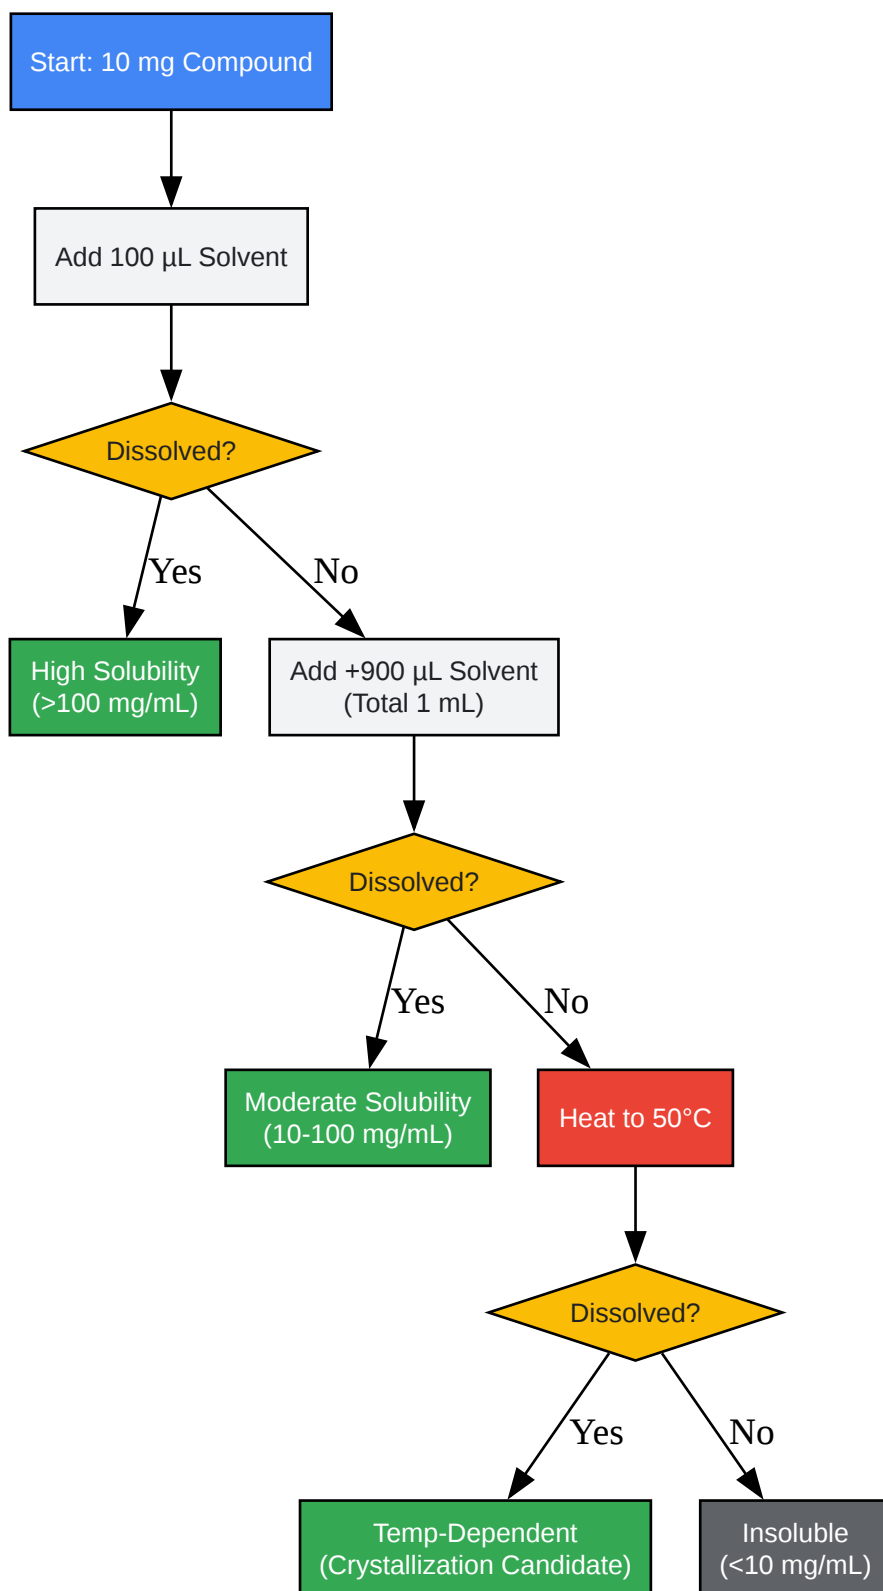 Start: 10 mg Compound
Add 100 µL Solvent
Dissolved?
Yes
No
High Solubility
(>100 mg/mL)
Add +900 µL Solvent
(Total 1 mL)
Dissolved?
Yes
No
Moderate Solubility
(10-100 mg/mL)
Heat to 50°C
Dissolved?
Yes
No
Temp-Dependent
(Crystallization Candidate)
Insoluble
(<10 mg/mL)